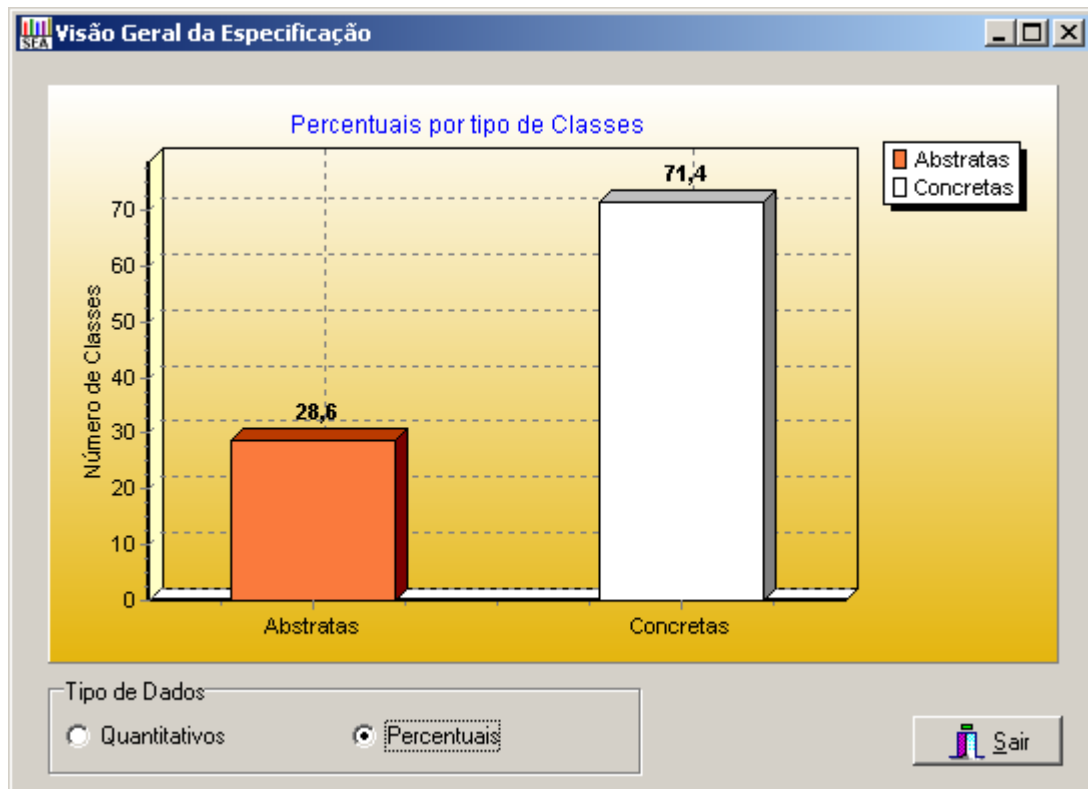 SEA Visão Geral da Especificação
Percentuais por tipo de Classes
Abstratas
Concretas
Número de Classes
70
60
50
40
30
20
10
0
28,6
71,4
Abstratas
Concretas
Tipo de Dados
Quantitativos
Percentuais
Sair